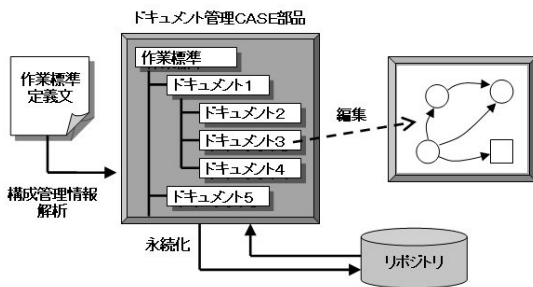 ドキュメント管理CASE部品
作業標準
作業標準
定義文
ドキュメント1
ドキュメント2
ドキュメント3
ドキュメント4
ドキュメント5
編集
構成管理情報
解析
永続化
リポジトリ